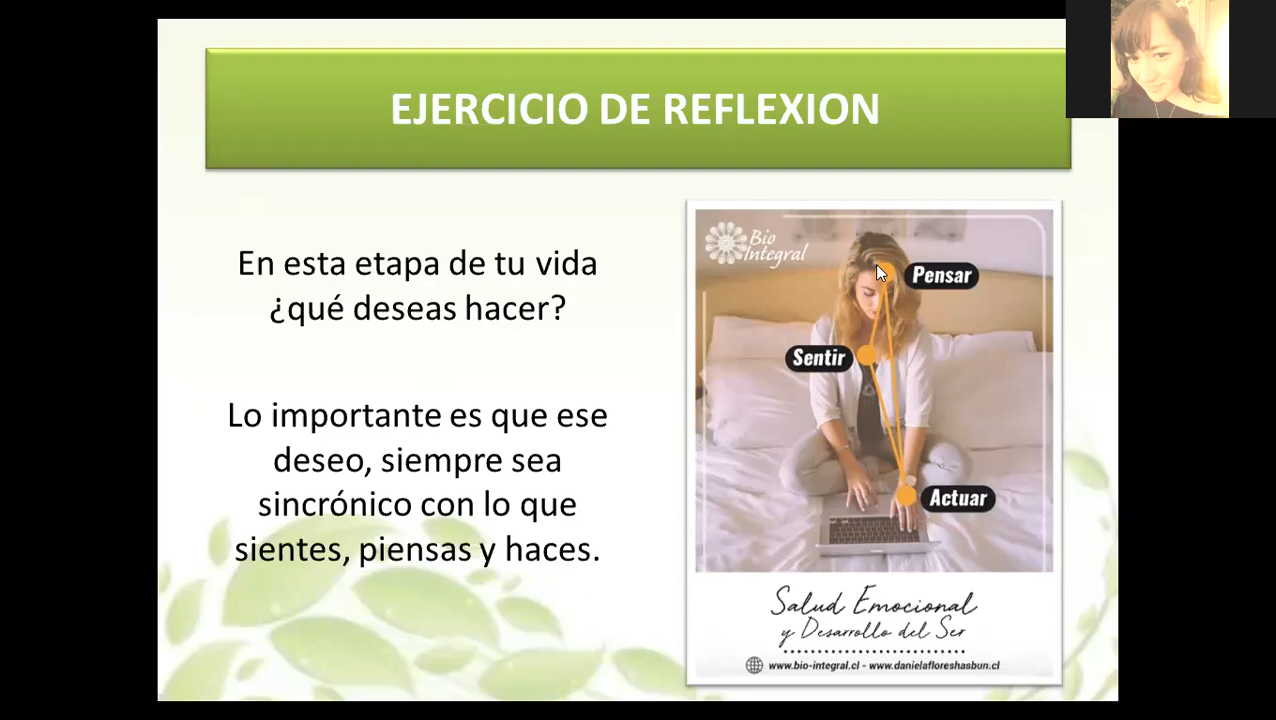 EJERCICIO DE REFLEXION
En esta etapa de tu vida
¿qué deseas hacer?
Lo importante es que ese
deseo, siempre sea
sincrónico con lo que
sientes, piensas y haces.
Bio
Integral
Pensar
Sentir
Actuar
Salud Emocional
y Desarrollo del Ser
www.bio-integral.cl - www.danielafloreshasbun.cl